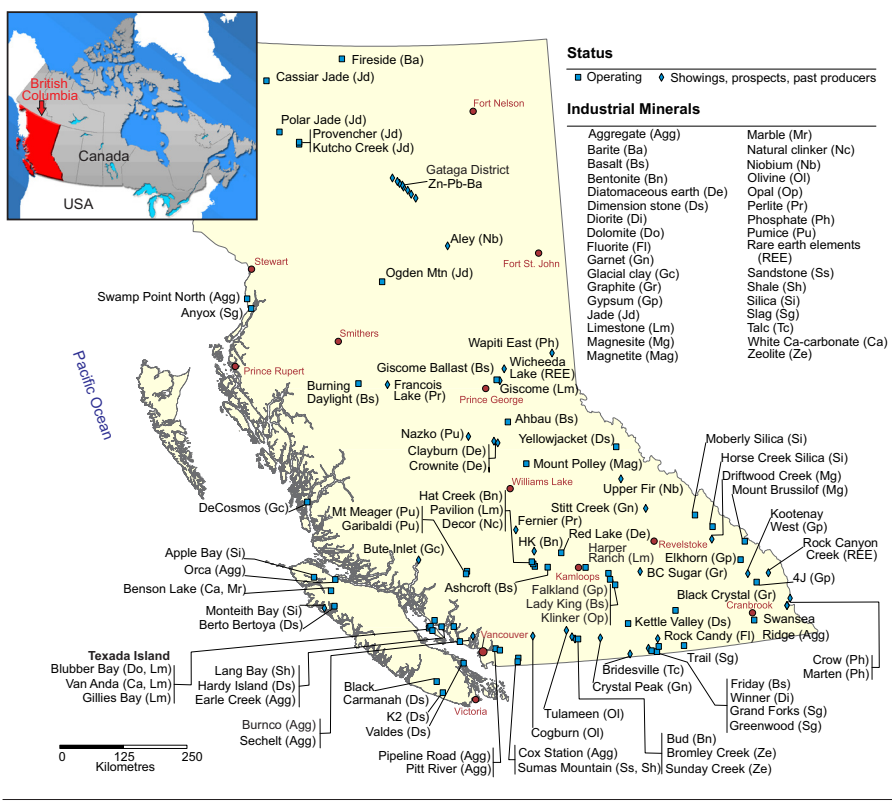 British
Columbia
Canada
USA
Status
Operating
Showings, prospects, past producers
Industrial Minerals
Aggregate (Agg)
Barite (Ba)
Basalt (Bs)
Bentonite (Bn)
Diatomaceous earth (De)
Dimension stone (Ds)
Diorite (Di)
Dolomite (Do)
Fluorite (Fl)
Garnet (Gn)
Glacial clay (Gc)
Graphite (Gr)
Gypsum (Gp)
Jade (Jd)
Limestone (Lm)
Magnesite (Mg)
Magnetite (Mag)
Marble (Mr)
Natural clinker (Nc)
Niobium (Nb)
Olivine (Ol)
Opal (Op)
Perlite (Pr)
Phosphate (Ph)
Pumice (Pu)
Rare earth elements
(REE)
Sandstone (Ss)
Shale (Sh)
Silica (Si)
Slag (Sg)
Talc (Tc)
White Ca-carbonate (Ca)
Zeolite (Ze)
Fireside (Ba)
Cassiar Jade (Jd)
Fort Nelson
Polar Jade (Jd)
Provencher (Jd)
Kutcho Creek (Jd)
Gataga District
Zn-Pb-Ba
Aley (Nb)
Fort St. John
Stewart
Ogden Mtn (Jd)
Swamp Point North (Agg)
Anyox (Sg)
Smithers
Pacific Ocean
Prince Rupert
Wapiti East (Ph)
Giscome Ballast (Bs)
Wicheeda
Lake (REE)
Burning
Daylight (Bs)
Francois
Lake (Pr)
Giscome (Lm)
Prince George
Ahbau (Bs)
Nazko (Pu)
Clayburn (De)
Crownite (De)
Yellowjacket (Ds)
Mount Polley (Mag)
Moberly Silica (Si)
Horse Creek Silica (Si)
Driftwood Creek (Mg)
Mount Brussilof (Mg)
Williams Lake
Upper Fir (Nb)
Hat Creek (Bn)
Pavilion (Lm)
Decor (Nc)
DeCosmos (Gc)
Mt Meager (Pu)
Garibaldi (Pu)
Stitt Creek (Gn)
Fernier (Pr)
Kootenay
West (Gp)
Red Lake (De)
HK (Bn)
Harper
Ranch (Lm)
Revelstoke
Rock Canyon
Creek (REE)
Bute Inlet (Gc)
Apple Bay (Si)
Orca (Agg)
Benson Lake (Ca, Mr)
Elkhorn (Gp)
Kamloops
BC Sugar (Gr)
4J (Gp)
Ashcroft (Bs)
Falkland (Gp)
Lady King (Bs)
Klinker (Op)
Black Crystal (Gr)
Cranbrook
Monteith Bay (Si)
Berto Bertoya (Ds)
Kettle Valley (Ds)
Swansea
Ridge (Agg)
Vancouver
Rock Candy (Fl)
Texada Island
Blubber Bay (Do, Lm)
Van Anda (Ca, Lm)
Gillies Bay (Lm)
Lang Bay (Sh)
Hardy Island (Ds)
Earle Creek (Agg)
Trail (Sg)
Crow (Ph)
Marten (Ph)
Bridesville (Tc)
Crystal Peak (Gn)
Black
Carmanah (Ds)
K2 (Ds)
Valdes (Ds)
Victoria
Friday (Bs)
Winner (Di)
Grand Forks (Sg)
Greenwood (Sg)
Tulameen (Ol)
Cogburn (Ol)
Burnco (Agg)
Sechelt (Agg)
Bud (Bn)
Bromley Creek (Ze)
Sunday Creek (Ze)
Pipeline Road (Agg)
Pitt River (Agg)
Cox Station (Agg)
Sumas Mountain (Ss, Sh)
0 125 250
Kilometres